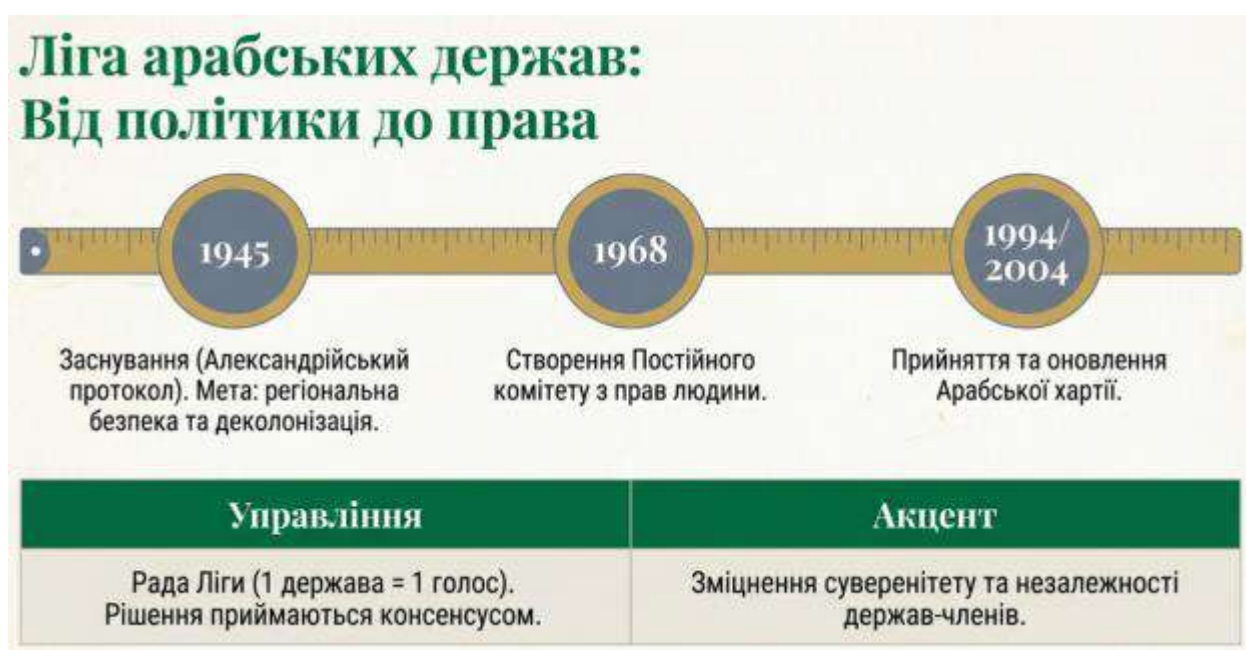 Ліга арабських держав:
Від політики до права
1945
1968
1994/
2004
Заснування (Александрійський
протокол). Мета: регіональна
безпека та деколонізація.
Створення Постійного
комітету з прав людини.
Прийняття та оновлення
Арабської хартії.
Управління
Акцент
Рада Ліги (1 держава = 1 голос).
Рішення приймаються консенсусом.
Зміцнення суверенітету та незалежності
держав-членів.